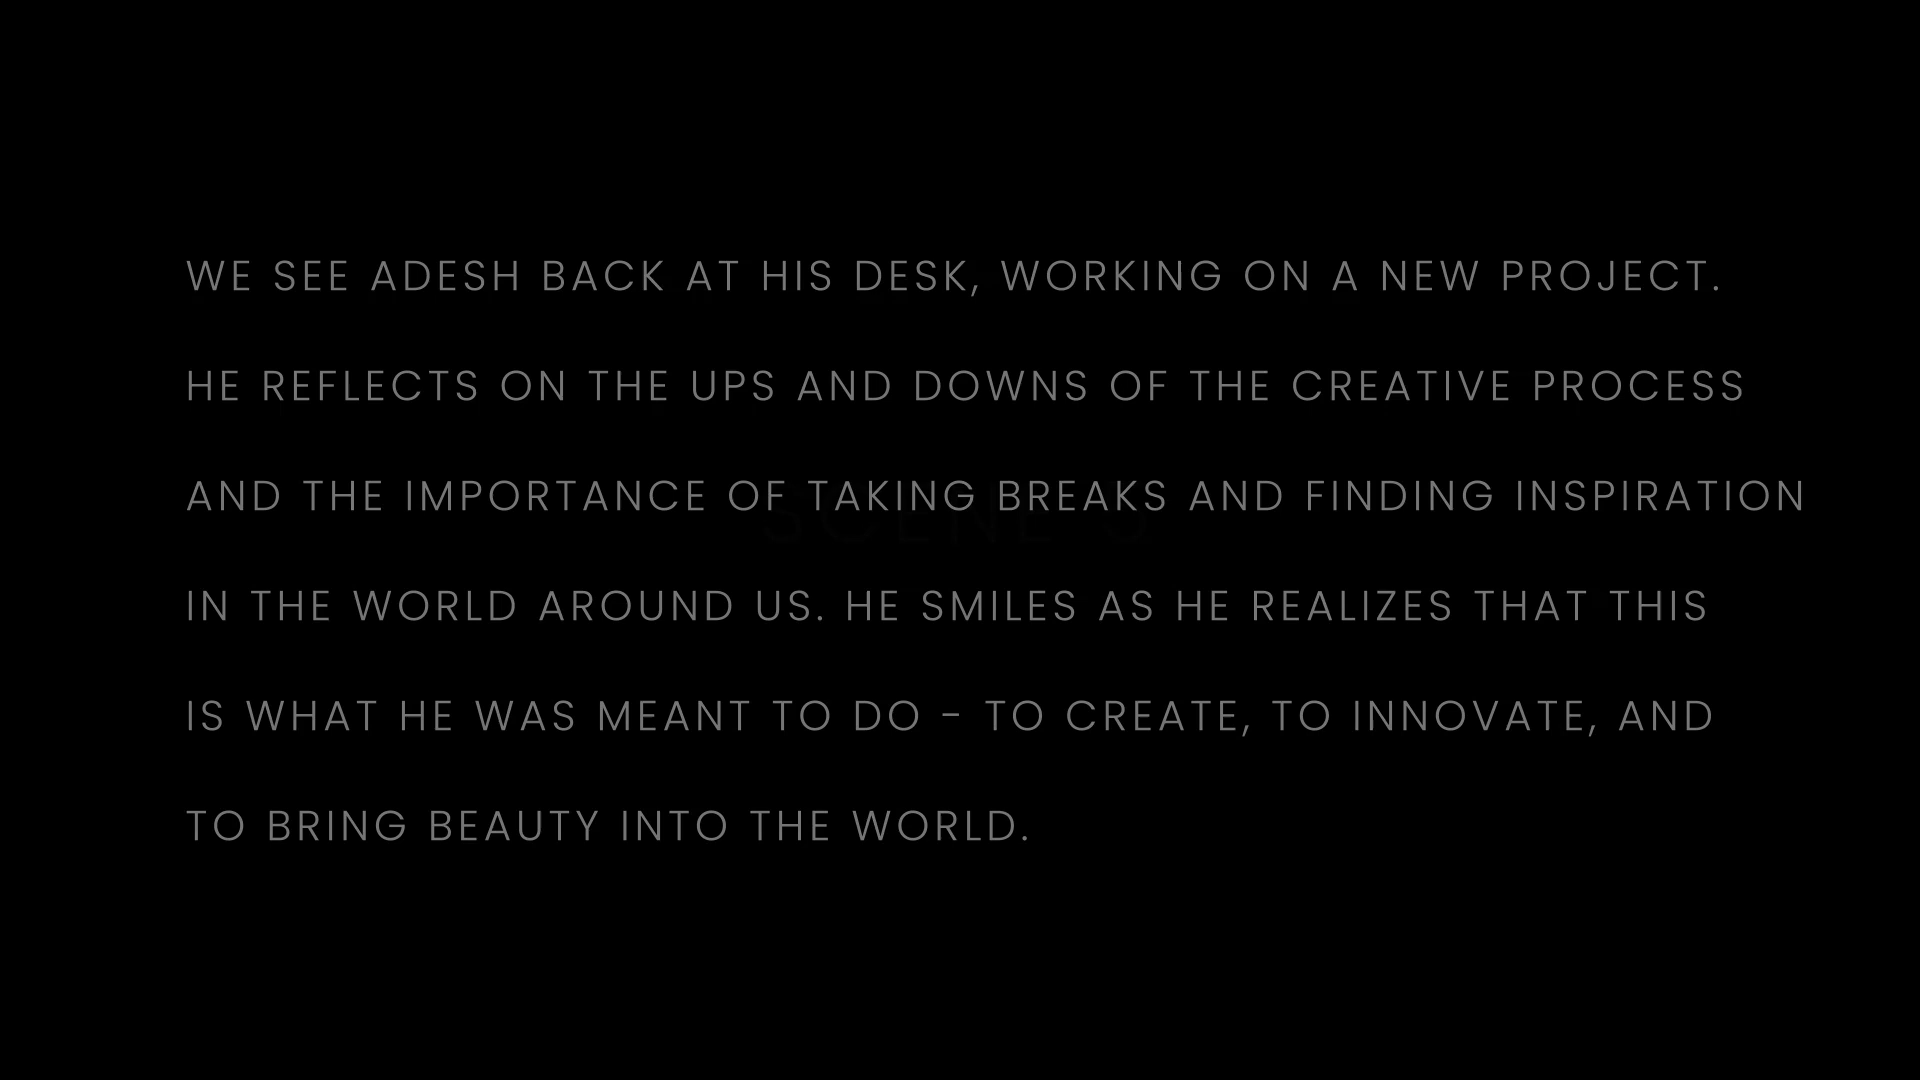 WE SEE ADESH BACK AT HIS DESK, WORKING ON A NEW PROJECT.
HE REFLECTS ON THE UPS AND DOWNS OF THE CREATIVE PROCESS
AND THE IMPORTANCE OF TAKING BREAKS AND FINDING INSPIRATION
IN THE WORLD AROUND US. HE SMILES AS HE REALIZES THAT THIS
IS WHAT HE WAS MEANT TO DO - TO CREATE, TO INNOVATE, AND
TO BRING BEAUTY INTO THE WORLD.
SCENE